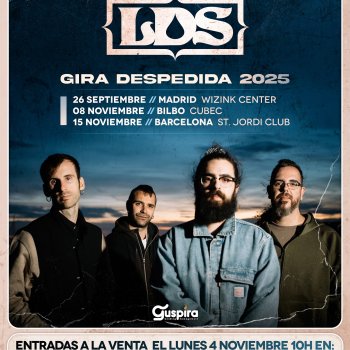 LDS
GIRA DESPEDIDA 2025
26 SEPTIEMBRE // MADRID WIZINK CENTER
08 NOVIEMBRE // BILBO CUBEC
15 NOVIEMBRE // BARCELONA ST. JORDI CLUB
Guspira
ENTRADAS A LA VENTA EL LUNES 4 NOVIEMBRE 10H EN: